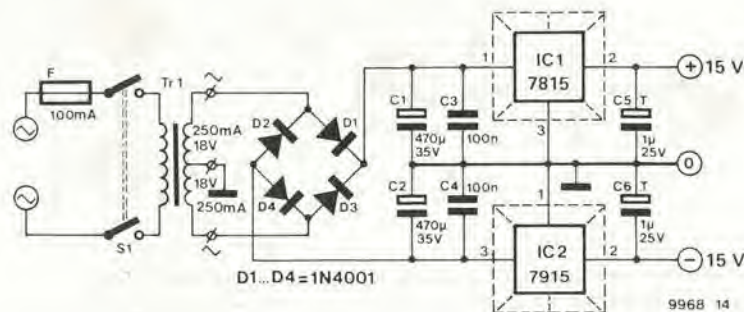 F
100mA
S1
Tr1
~
250mA
18V
18V
250mA
~
D2
D1
D4
D3
D1...D4=1N4001
C1
470µ
35V
C3
100n
C2
470µ
35V
C4
100n
1
IC1
7815
2
3
1
3
IC2
7915
2
C5 T
1µ
25V
C6 T
1µ
25V
+ 15 V
0
− 15 V
9968 14